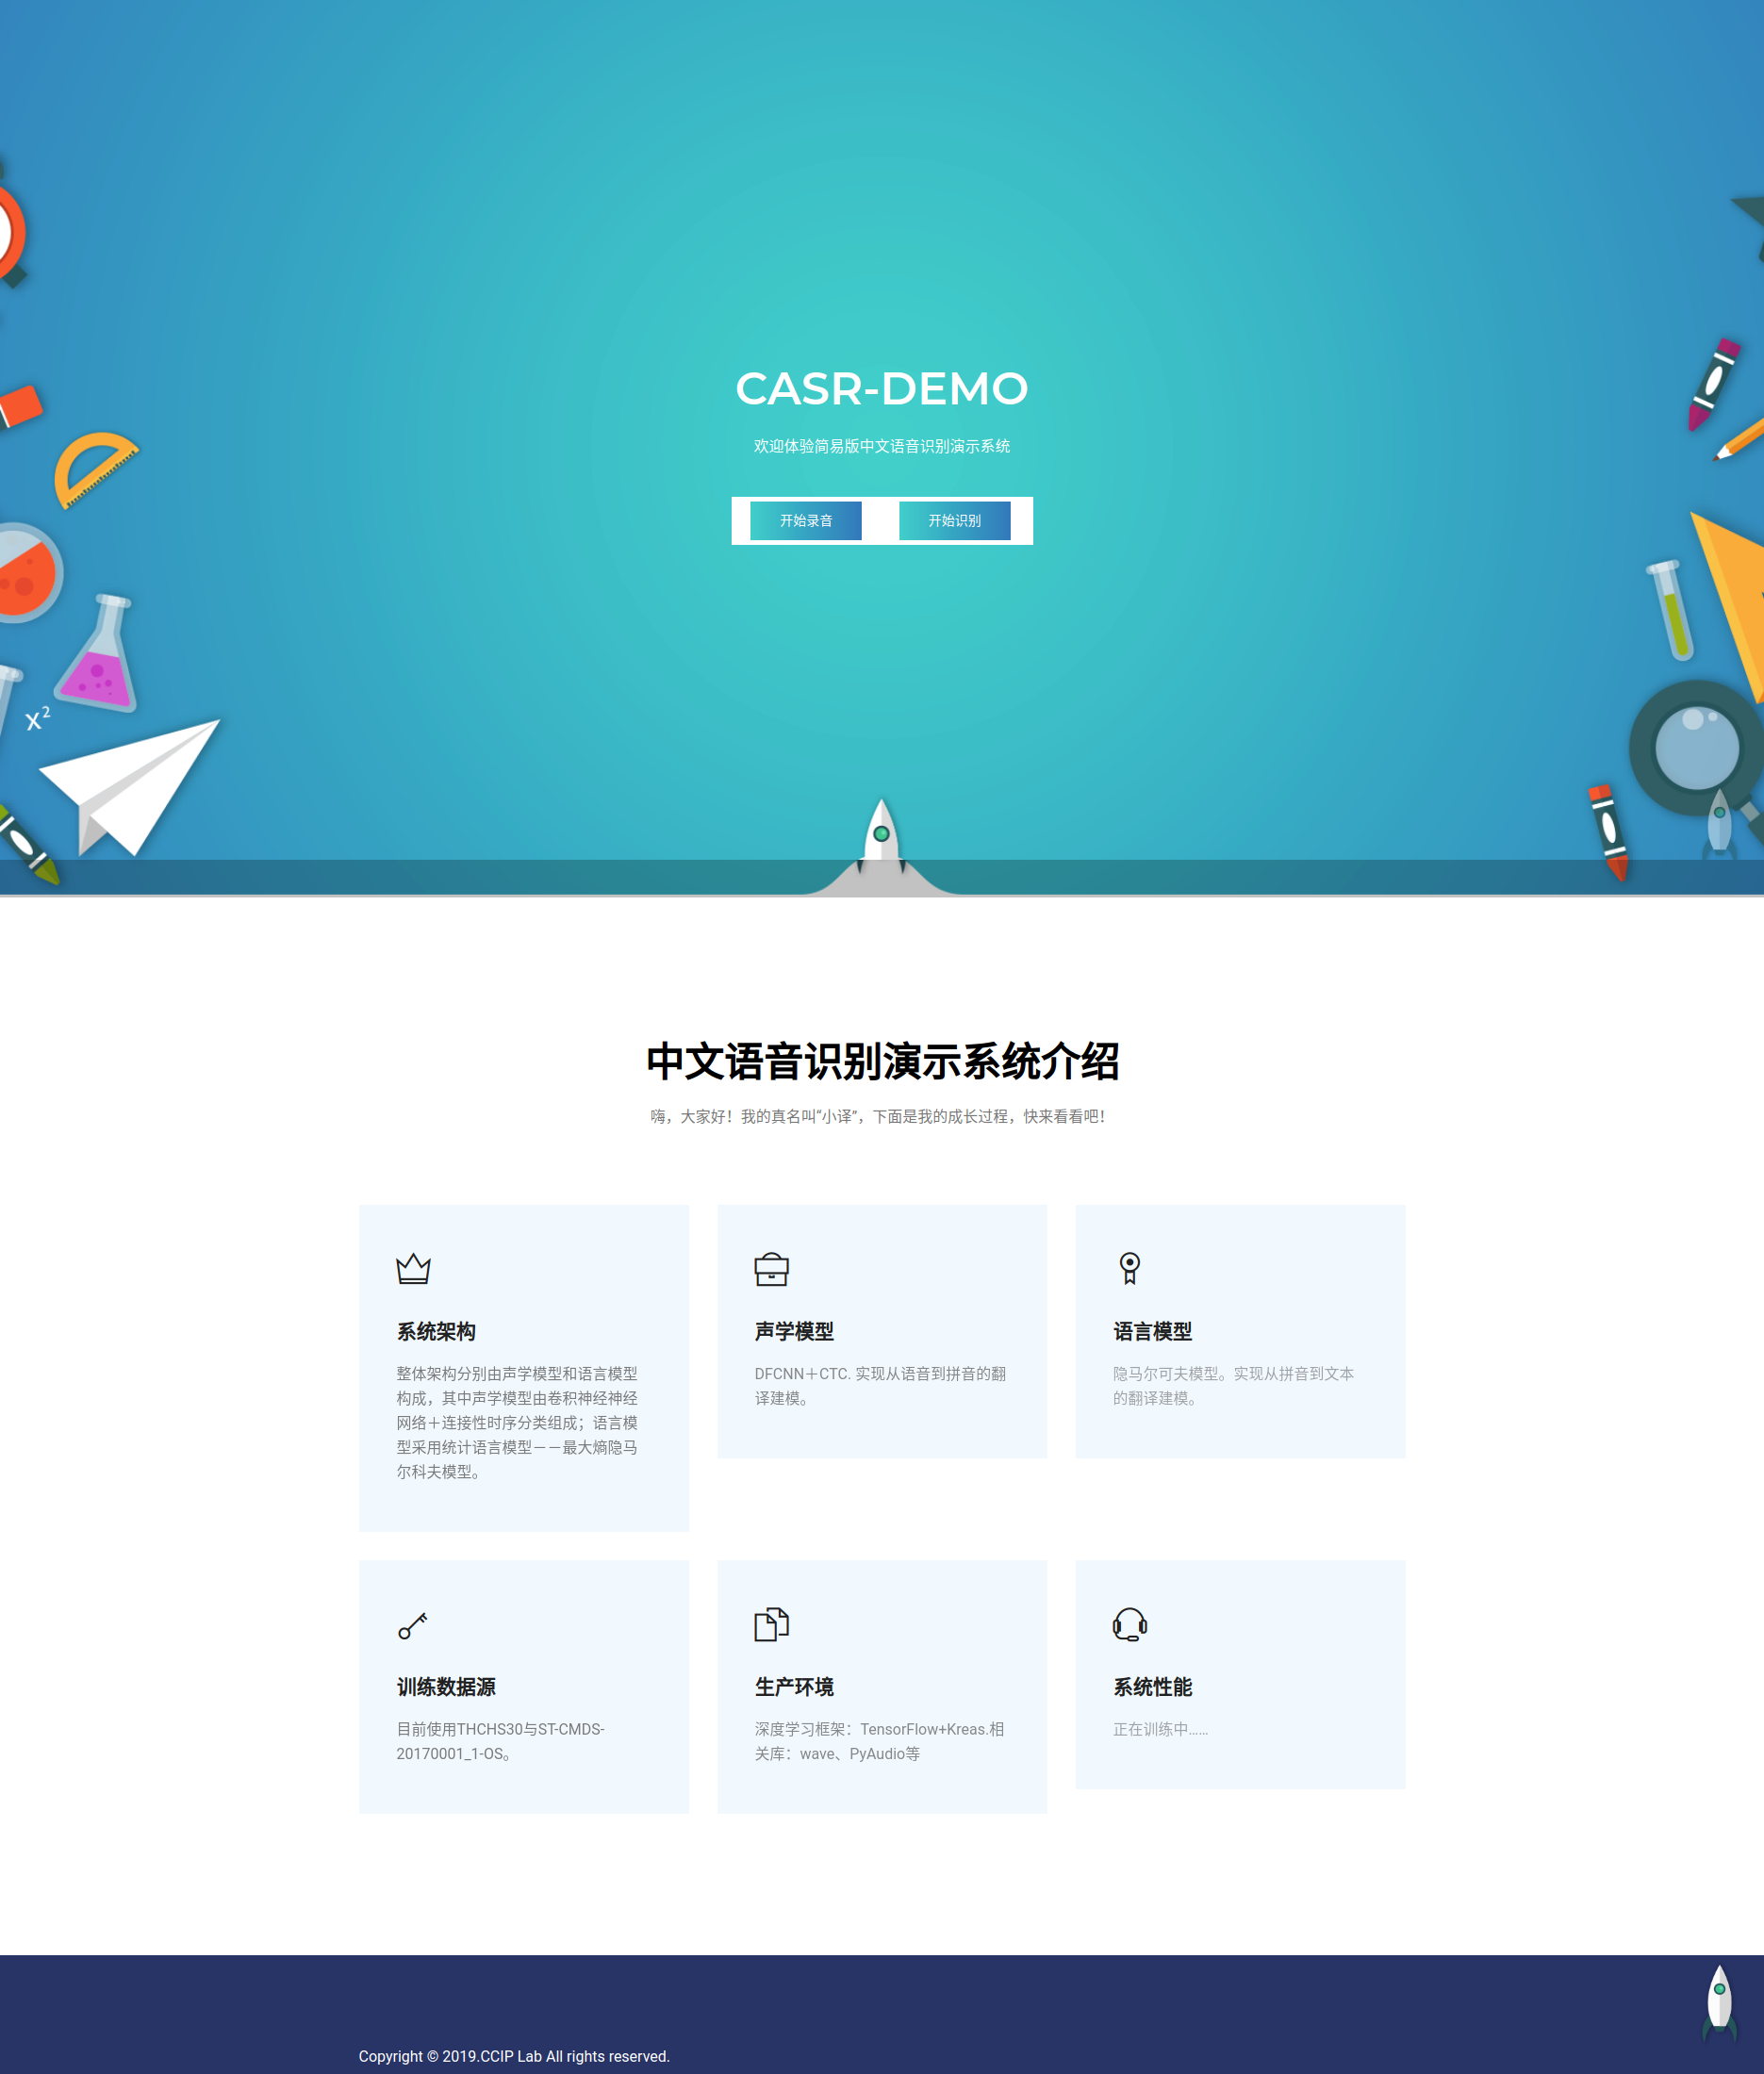 CASR-DEMO
欢迎体验简易版中文语音识别演示系统
开始录音
开始识别
x²
中文语音识别演示系统介绍
嗨，大家好！我的真名叫“小译”，下面是我的成长过程，快来看看吧！
系统架构
整体架构分别由声学模型和语言模型
构成，其中声学模型由卷积神经神经
网络＋连接性时序分类组成；语言模
型采用统计语言模型－－最大熵隐马
尔科夫模型。
声学模型
DFCNN＋CTC. 实现从语音到拼音的翻
译建模。
语言模型
隐马尔可夫模型。实现从拼音到文本
的翻译建模。
训练数据源
目前使用THCHS30与ST-CMDS-
20170001_1-OS。
生产环境
深度学习框架：TensorFlow+Kreas.相
关库：wave、PyAudio等
系统性能
正在训练中......
Copyright © 2019.CCIP Lab All rights reserved.